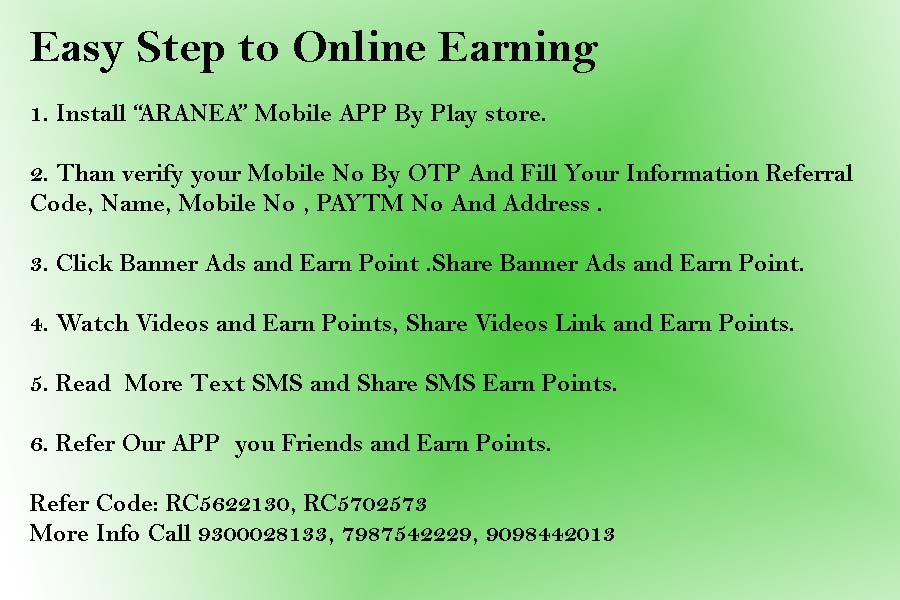 Easy Step to Online Earning
1. Install “ARANEA” Mobile APP By Play store.
2. Than verify your Mobile No By OTP And Fill Your Information Referral
Code, Name, Mobile No , PAYTM No And Address .
3. Click Banner Ads and Earn Point .Share Banner Ads and Earn Point.
4. Watch Videos and Earn Points, Share Videos Link and Earn Points.
5. Read  More Text SMS and Share SMS Earn Points.
6. Refer Our APP  you Friends and Earn Points.
Refer Code: RC5622130, RC5702573
More Info Call 9300028133, 7987542229, 9098442013